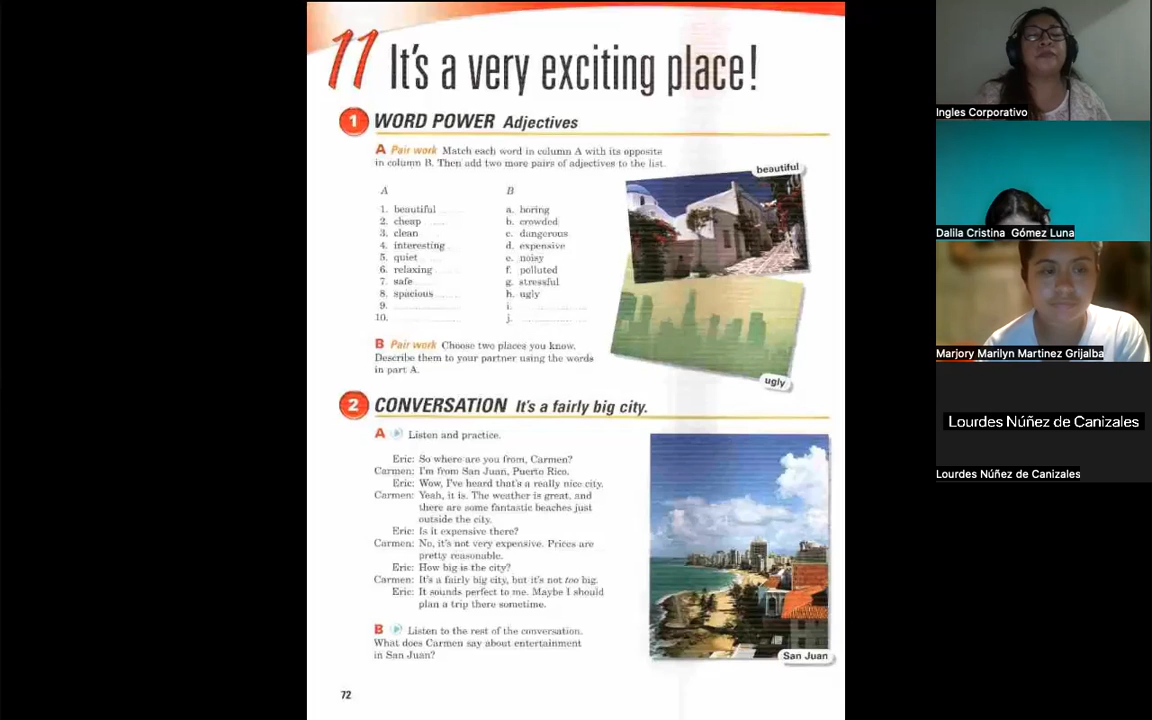 11 It's a very exciting place!
1 WORD POWER Adjectives
A Pair work Match each word in column A with its opposite
in column B. Then add two more pairs of adjectives to the list.
A B
1. beautiful a. boring
2. cheap b. crowded
3. clean c. dangerous
4. interesting d. expensive
5. quiet e. noisy
6. relaxing f. polluted
7. safe g. stressful
8. spacious h. ugly
9. i.
10. j.
beautiful
ugly
B Pair work Choose two places you know.
Describe them to your partner using the words
in part A.
2 CONVERSATION It's a fairly big city.
A Listen and practice.
Eric: So where are you from, Carmen?
Carmen: I'm from San Juan, Puerto Rico.
Eric: Wow, I've heard that's a really nice city.
Carmen: Yeah, it is. The weather is great, and
there are some fantastic beaches just
outside the city.
Eric: Is it expensive there?
Carmen: No, it's not very expensive. Prices are
pretty reasonable.
Eric: How big is the city?
Carmen: It's a fairly big city, but it's not too big.
Eric: It sounds perfect to me. Maybe I should
plan a trip there sometime.
B Listen to the rest of the conversation.
What does Carmen say about entertainment
in San Juan?
San Juan
72
Ingles Corporativo
Dalila Cristina Gómez Luna
Marjory Marilyn Martinez Grijalba
Lourdes Núñez de Canizales
Lourdes Núñez de Canizales